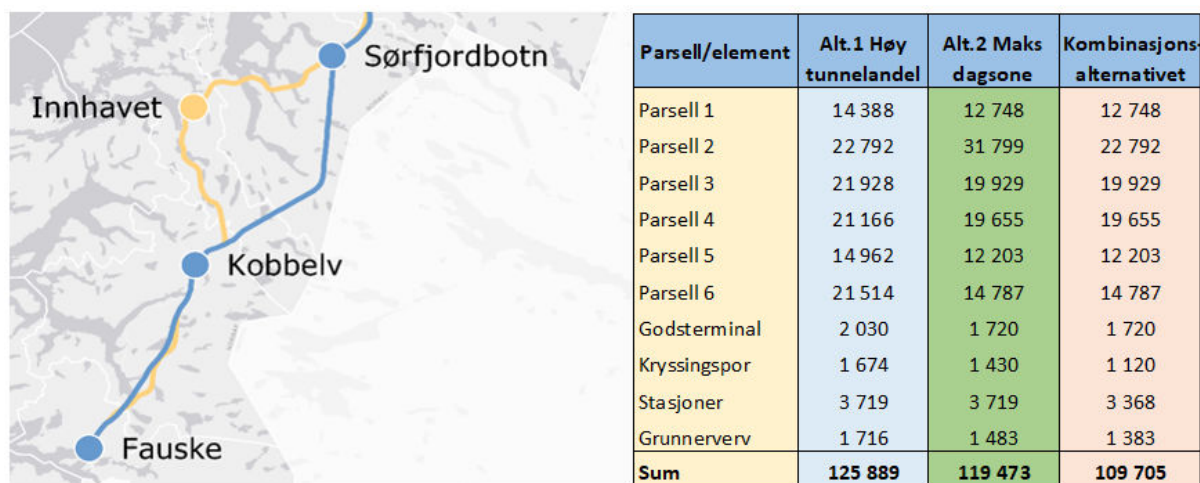 Sørfjordbotn
Innhavet
Kobbelv
Fauske
Parsell/element Alt.1 Høy tunnelandel Alt.2 Maks dagsone Kombinasjons-alternativet
Parsell 1 14 388 12 748 12 748
Parsell 2 22 792 31 799 22 792
Parsell 3 21 928 19 929 19 929
Parsell 4 21 166 19 655 19 655
Parsell 5 14 962 12 203 12 203
Parsell 6 21 514 14 787 14 787
Godsterminal 2 030 1 720 1 720
Kryssingspor 1 674 1 430 1 120
Stasjoner 3 719 3 719 3 368
Grunnerverv 1 716 1 483 1 383
Sum 125 889 119 473 109 705